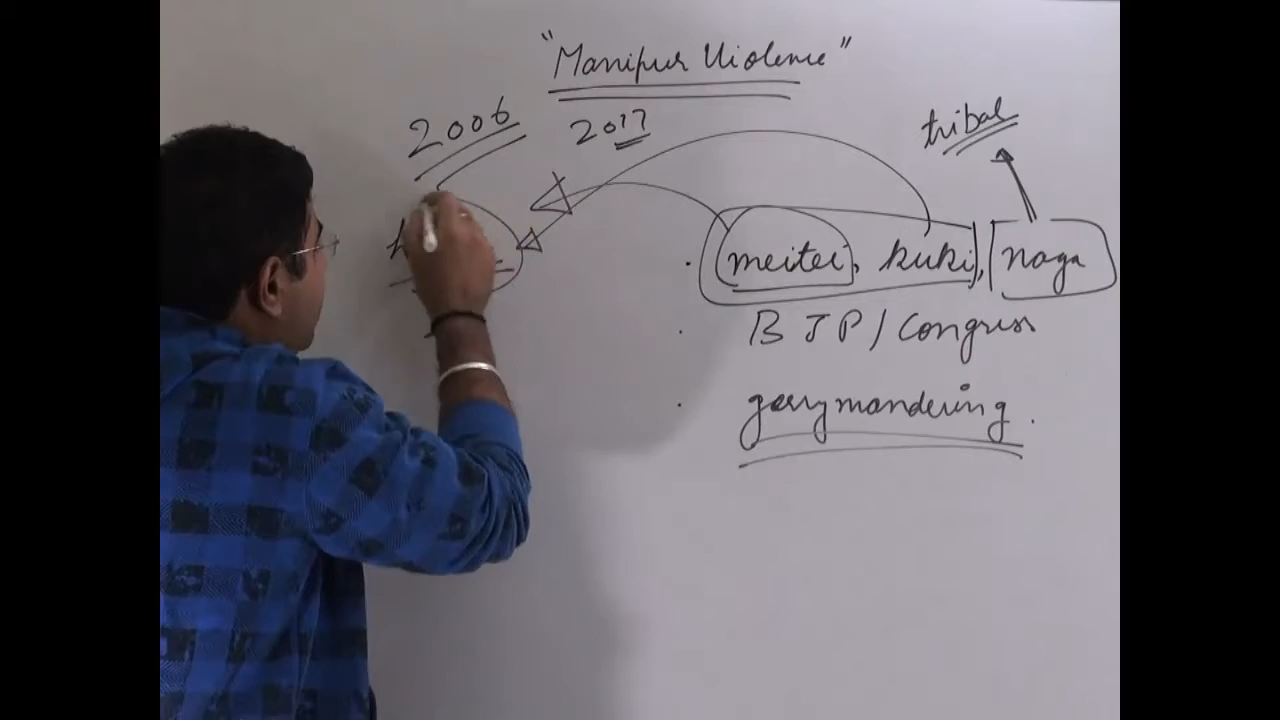 "Manipur Violence"
2006 2017 tribal
· meitei, kuki, naga
· BJP/Congress
· gerrymandering.